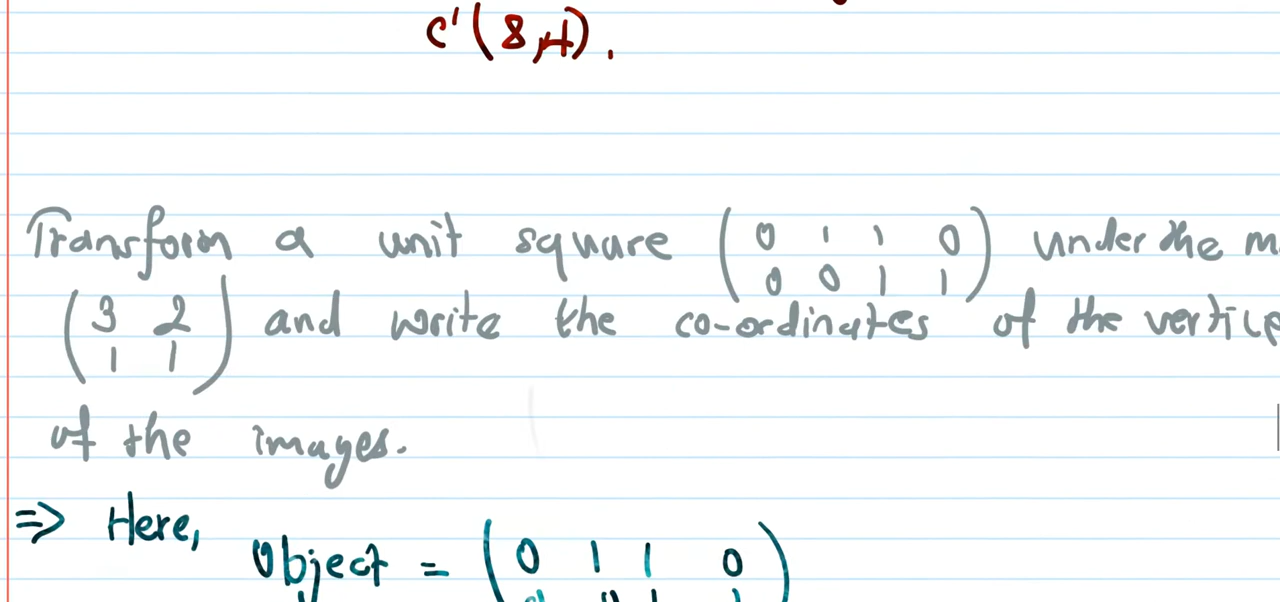 C'(8,4).
Transform a unit square (0 1 1 0
0 0 1 1) under the
(3 2
1 1) and write the co-ordinates of the
of the images.
=> Here,
Object = (0 1 1 0)